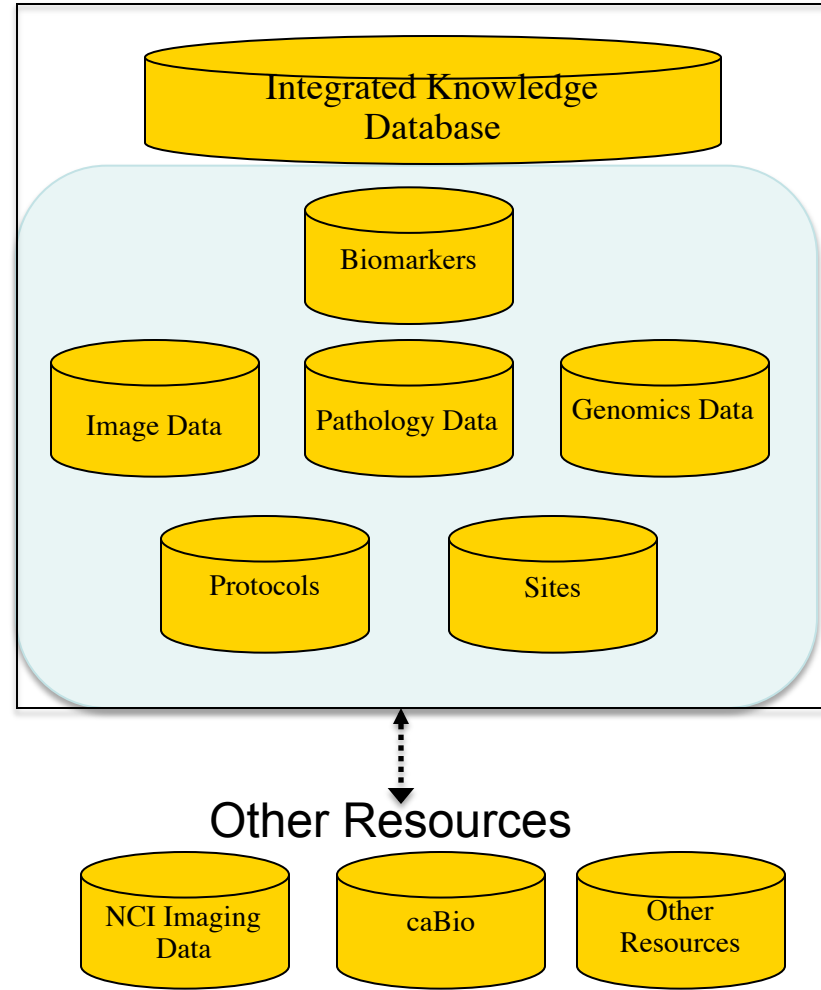 Integrated Knowledge
Database
Biomarkers
Image Data
Pathology Data
Genomics Data
Protocols
Sites
Other Resources
NCI Imaging
Data
caBio
Other
Resources